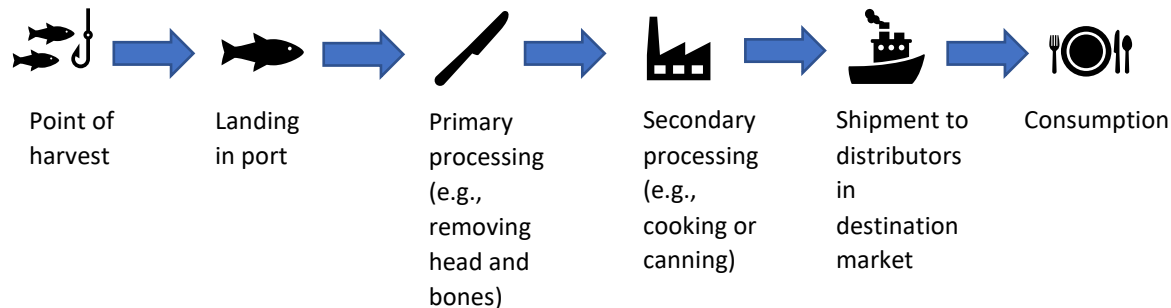 Point of
harvest
Landing
in port
Primary
processing
(e.g.,
removing
head and
bones)
Secondary
processing
(e.g.,
cooking or
canning)
Shipment to
distributors
in
destination
market
Consumption